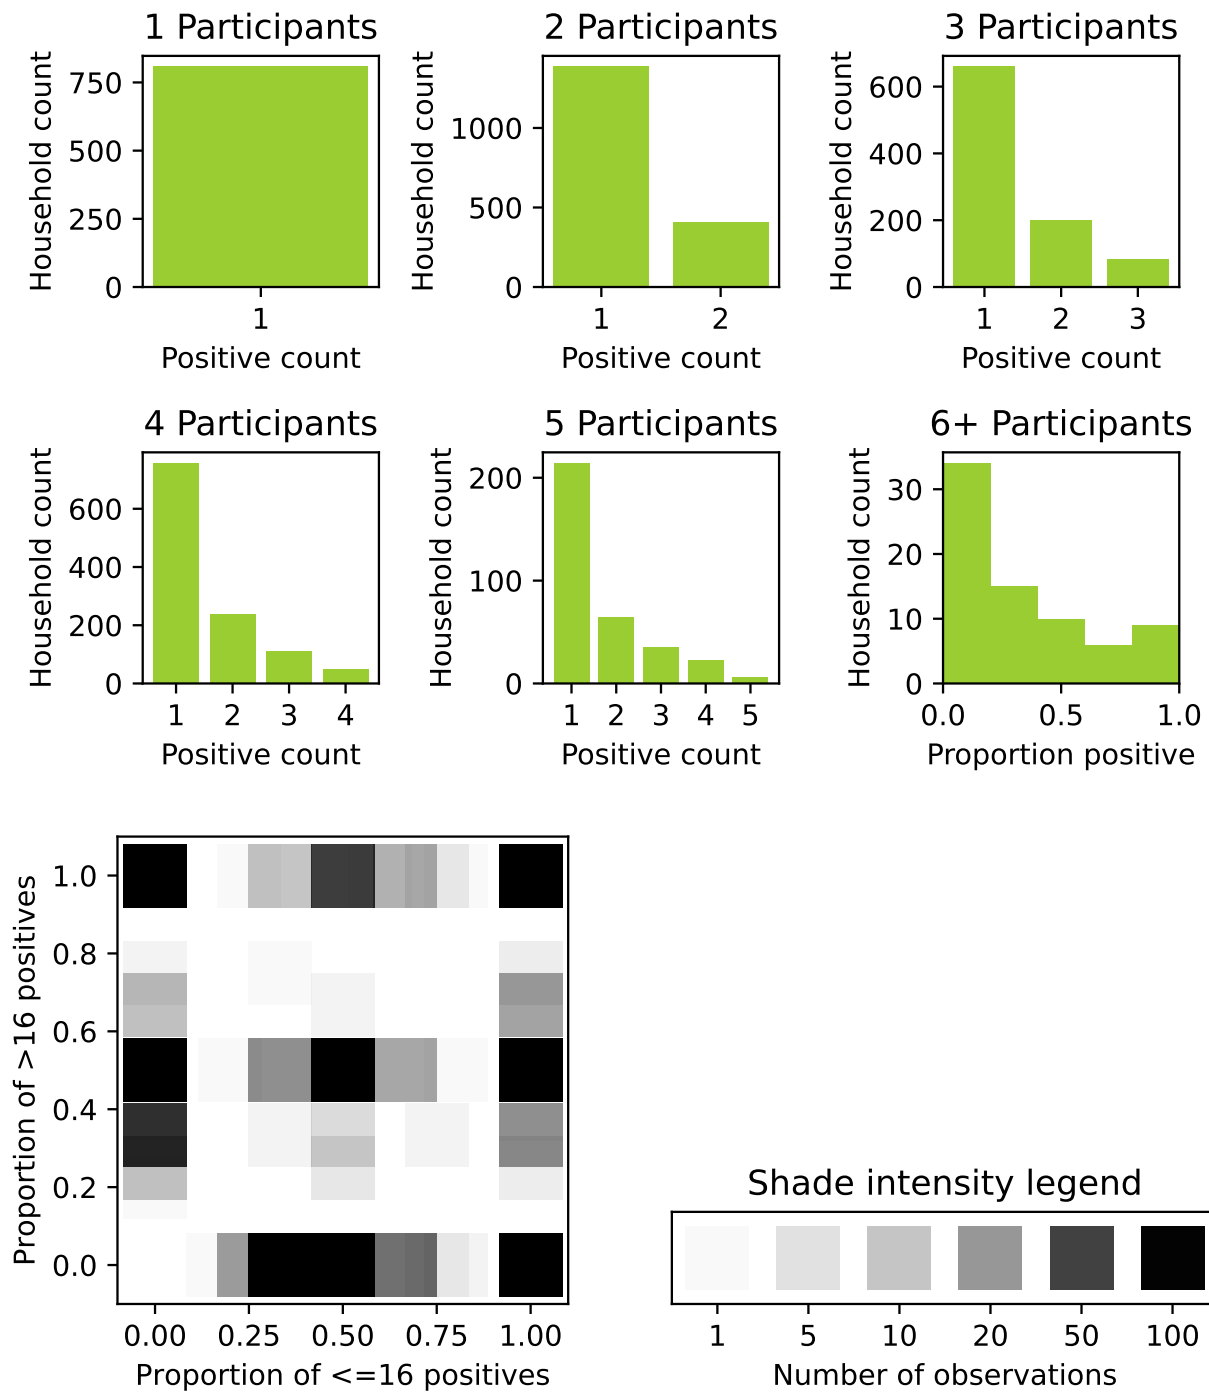 1 Participants
2 Participants
3 Participants
Household count
750
500
250
0
1
Positive count
Household count
1000
500
0
1 2
Positive count
Household count
600
400
200
0
1 2 3
Positive count
4 Participants
5 Participants
6+ Participants
Household count
600
400
200
0
1 2 3 4
Positive count
Household count
200
100
0
1 2 3 4 5
Positive count
Household count
30
20
10
0
0.0 0.5 1.0
Proportion positive
Proportion of >16 positives
1.0
0.8
0.6
0.4
0.2
0.0
0.00 0.25 0.50 0.75 1.00
Proportion of <=16 positives
Shade intensity legend
1 5 10 20 50 100
Number of observations